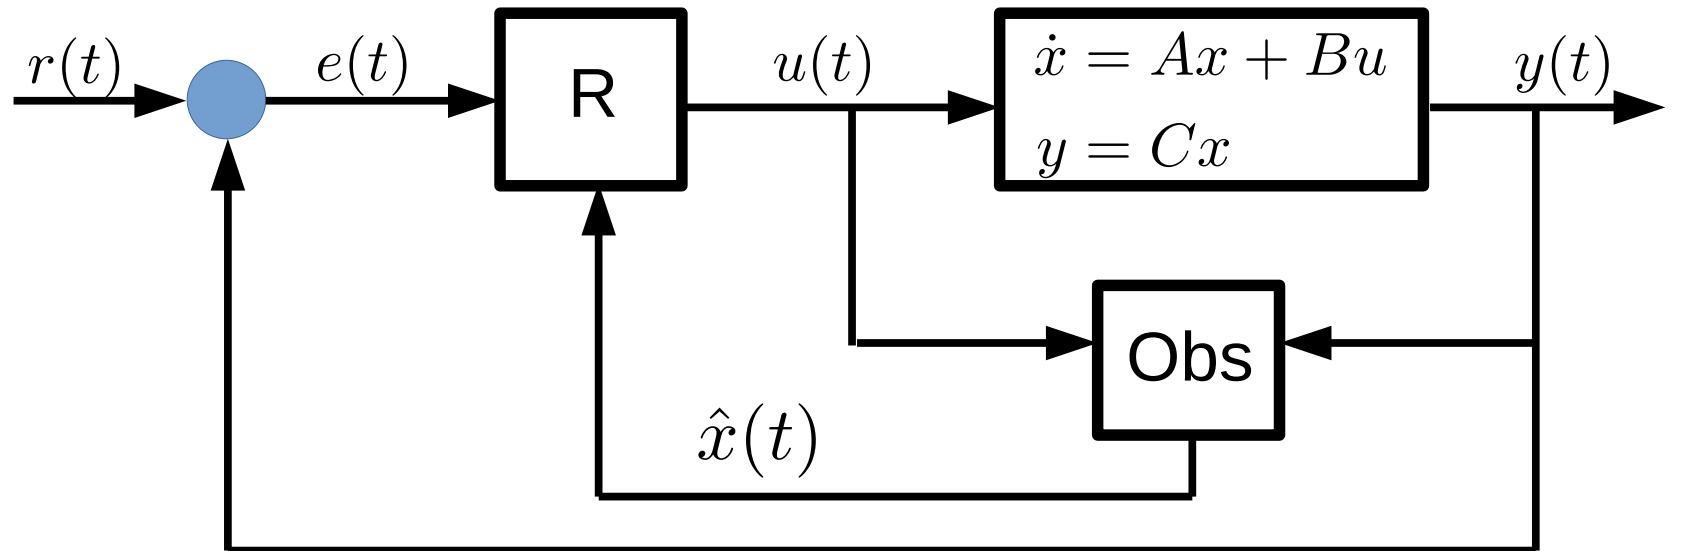 r(t)
e(t)
R
u(t)
ẋ = Ax + Bu
y = Cx
y(t)
Obs
x̂(t)